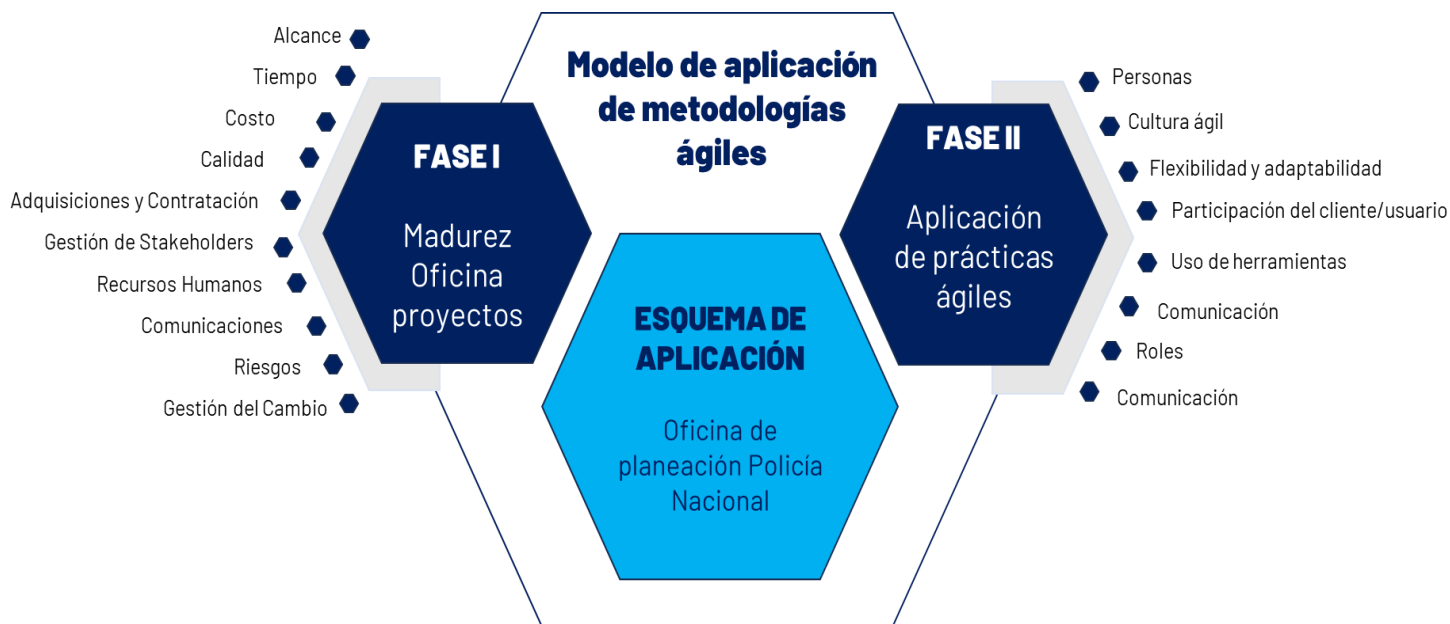 Modelo de aplicación
de metodologías
ágiles
Alcance
Tiempo
Costo
Calidad
Adquisiciones y Contratación
Gestión de Stakeholders
Recursos Humanos
Comunicaciones
Riesgos
Gestión del Cambio
FASE I
Madurez
Oficina
proyectos
ESQUEMA DE
APLICACIÓN
Oficina de
planeación Policía
Nacional
FASE II
Aplicación
de prácticas
ágiles
Personas
Cultura ágil
Flexibilidad y adaptabilidad
Participación del cliente/usuario
Uso de herramientas
Comunicación
Roles
Comunicación